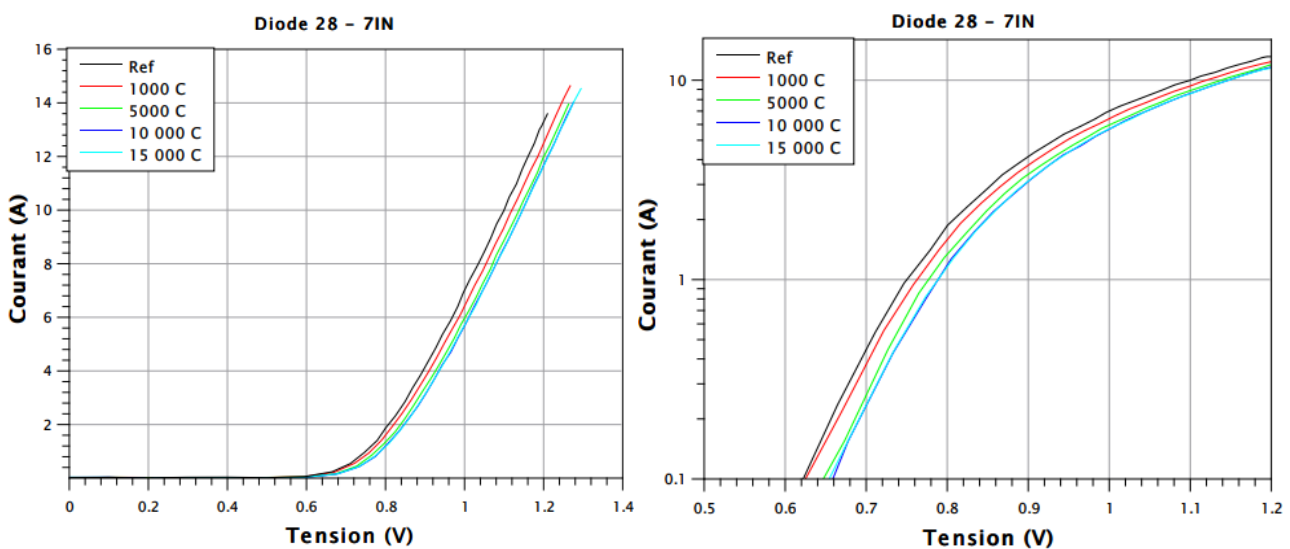 Diode 28 – 7IN
16
14
12
10
8
6
4
2
Courant (A)
Ref
1000 C
5000 C
10 000 C
15 000 C
0 0.2 0.4 0.6 0.8 1 1.2 1.4
Tension (V)
Diode 28 – 7IN
10
1
0.1
Courant (A)
Ref
1000 C
5000 C
10 000 C
15 000 C
0.5 0.6 0.7 0.8 0.9 1 1.1 1.2
Tension (V)